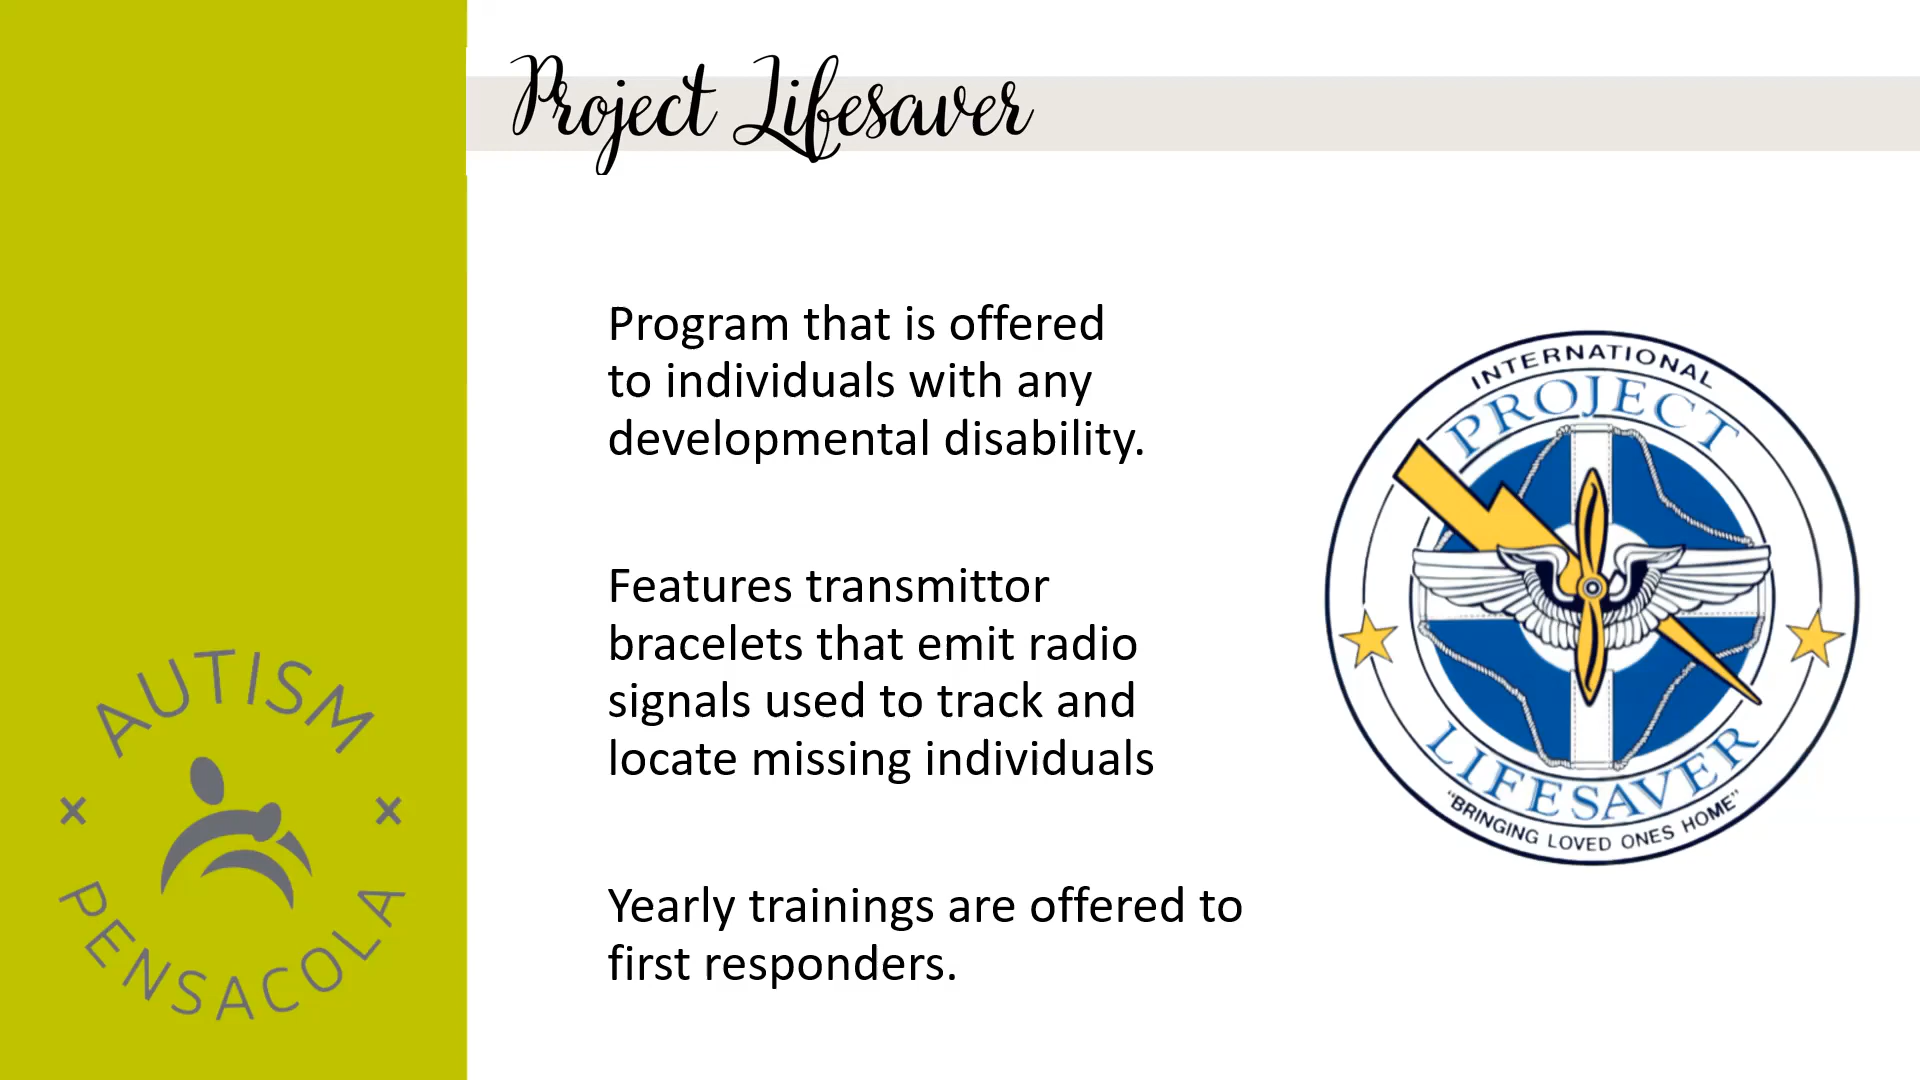 Project Lifesaver
Program that is offered
to individuals with any
developmental disability.
Features transmittor
bracelets that emit radio
signals used to track and
locate missing individuals
Yearly trainings are offered to
first responders.
INTERNATIONAL
PROJECT
LIFESAVER
"BRINGING LOVED ONES HOME"
AUTISM
PENSACOLA